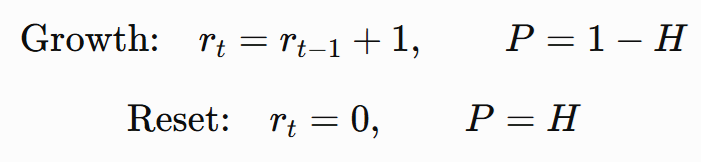 Growth: r_t = r_{t−1} + 1, P = 1 − H
Reset: r_t = 0, P = H